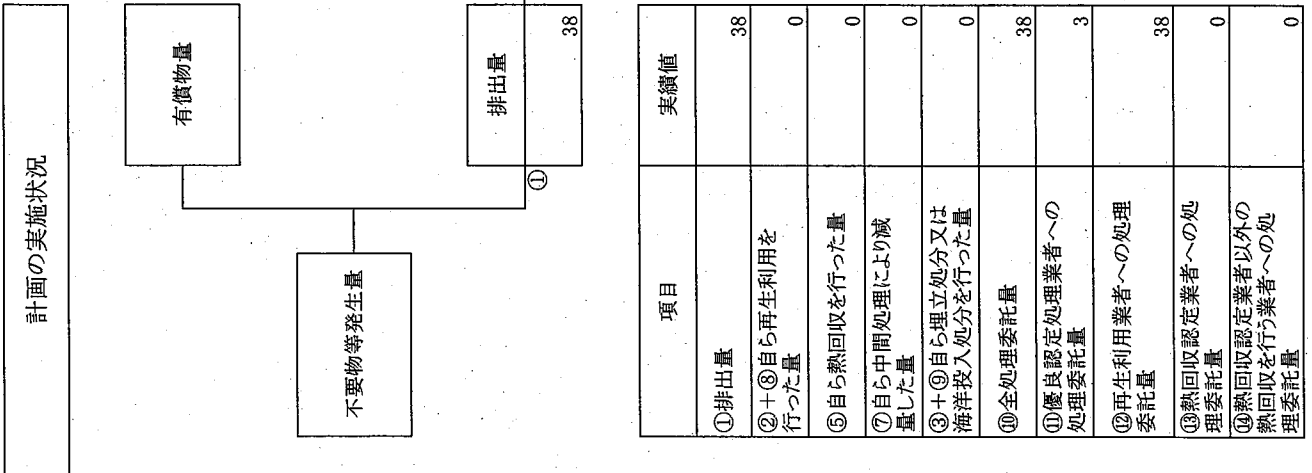 計画の実施状況
有償物量
不要物等発生量
①
排出量
38
項目
実績値
①排出量
38
②+⑧自ら再生利用を
行った量
0
⑤自ら熱回収を行った量
0
⑦自ら中間処理により減
量した量
0
③+⑨自ら埋立処分又は
海洋投入処分を行った量
0
⑩全処理委託量
38
⑪優良認定処理業者への
処理委託量
3
⑫再生利用業者への処理
委託量
38
⑬熱回収認定業者への処
理委託量
0
⑭熱回収認定業者以外の
熱回収を行う業者への処
理委託量
0